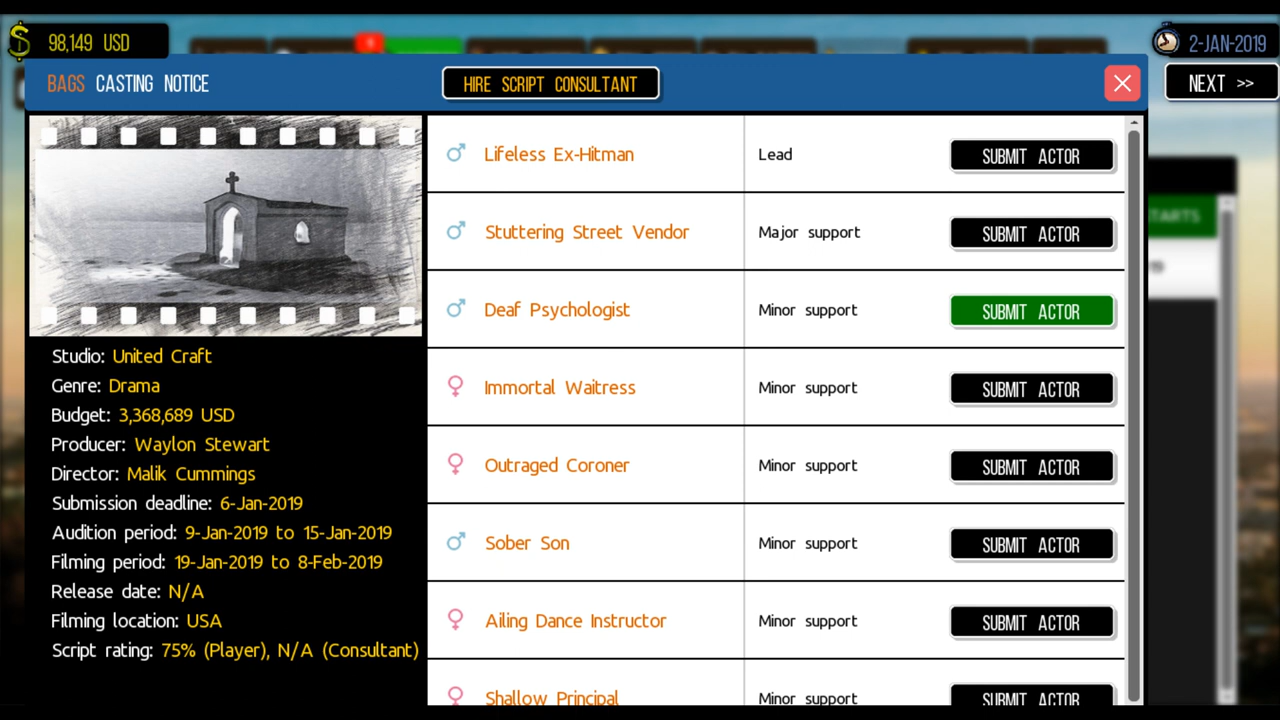 98,149 USD
2-JAN-2019
BAGS CASTING NOTICE
HIRE SCRIPT CONSULTANT
NEXT >>
Lifeless Ex-Hitman Lead SUBMIT ACTOR
Stuttering Street Vendor Major support SUBMIT ACTOR
Deaf Psychologist Minor support SUBMIT ACTOR
Immortal Waitress Minor support SUBMIT ACTOR
Outraged Coroner Minor support SUBMIT ACTOR
Sober Son Minor support SUBMIT ACTOR
Ailing Dance Instructor Minor support SUBMIT ACTOR
Shallow Principal Minor support SUBMIT ACTOR
Studio: United Craft
Genre: Drama
Budget: 3,368,689 USD
Producer: Waylon Stewart
Director: Malik Cummings
Submission deadline: 6-Jan-2019
Audition period: 9-Jan-2019 to 15-Jan-2019
Filming period: 19-Jan-2019 to 8-Feb-2019
Release date: N/A
Filming location: USA
Script rating: 75% (Player), N/A (Consultant)